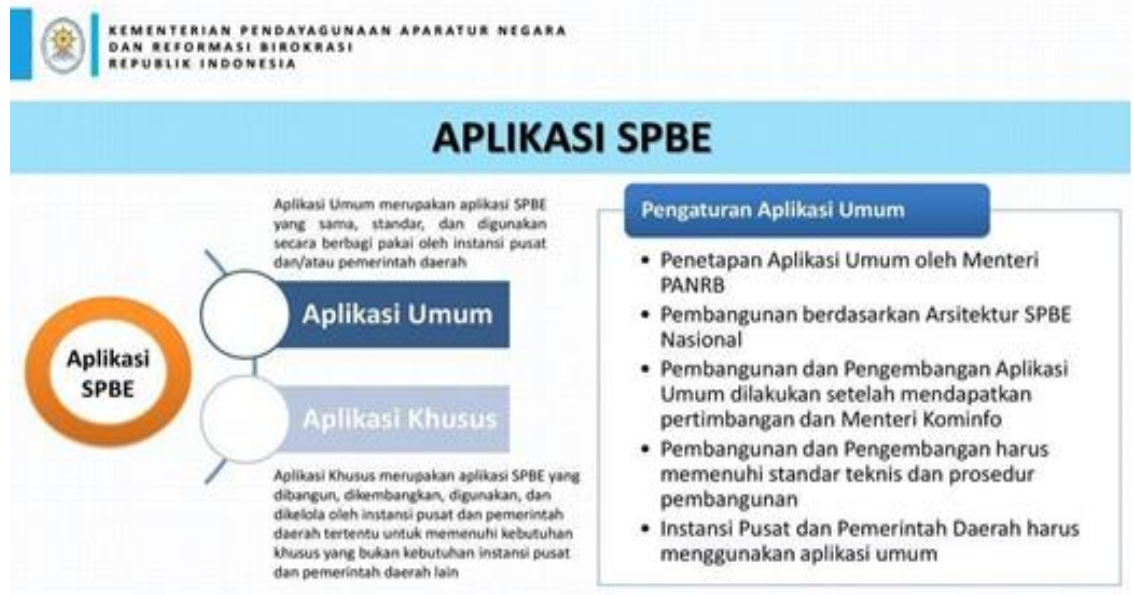 KEMENTERIAN PENDAYAGUNAAN APARATUR NEGARA
DAN REFORMASI BIROKRASI
REPUBLIK INDONESIA
APLIKASI SPBE
Aplikasi Umum merupakan aplikasi SPBE
yang sama, standar, dan digunakan
secara berbagi pakai oleh instansi pusat
dan/atau pemerintah daerah
Aplikasi Umum
Aplikasi
SPBE
Aplikasi Khusus
Aplikasi Khusus merupakan aplikasi SPBE yang
dibangun, dikembangkan, digunakan, dan
dikelola oleh instansi pusat dan pemerintah
daerah tertentu untuk memenuhi kebutuhan
khusus yang bukan kebutuhan instansi pusat
dan pemerintah daerah lain
Pengaturan Aplikasi Umum
• Penetapan Aplikasi Umum oleh Menteri
PANRB
• Pembangunan berdasarkan Arsitektur SPBE
Nasional
• Pembangunan dan Pengembangan Aplikasi
Umum dilakukan setelah mendapatkan
pertimbangan dan Menteri Kominfo
• Pembangunan dan Pengembangan harus
memenuhi standar teknis dan prosedur
pembangunan
• Instansi Pusat dan Pemerintah Daerah harus
menggunakan aplikasi umum